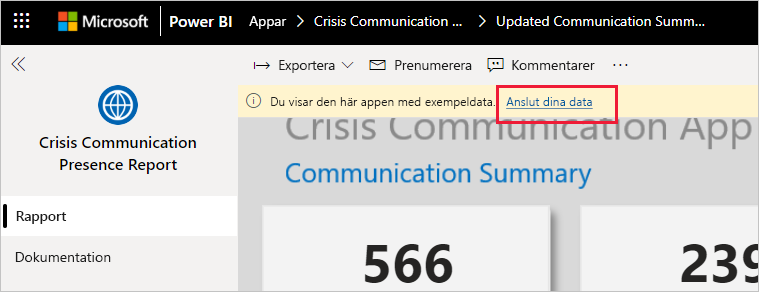 Microsoft Power BI Appar > Crisis Communication ... > Updated Communication Summ...
Exportera Prenumerera Kommentarer ...
Du visar den här appen med exempeldata. Anslut dina data
Crisis Communication
Presence Report
Rapport
Dokumentation
Crisis Communication App
Communication Summary
566
239